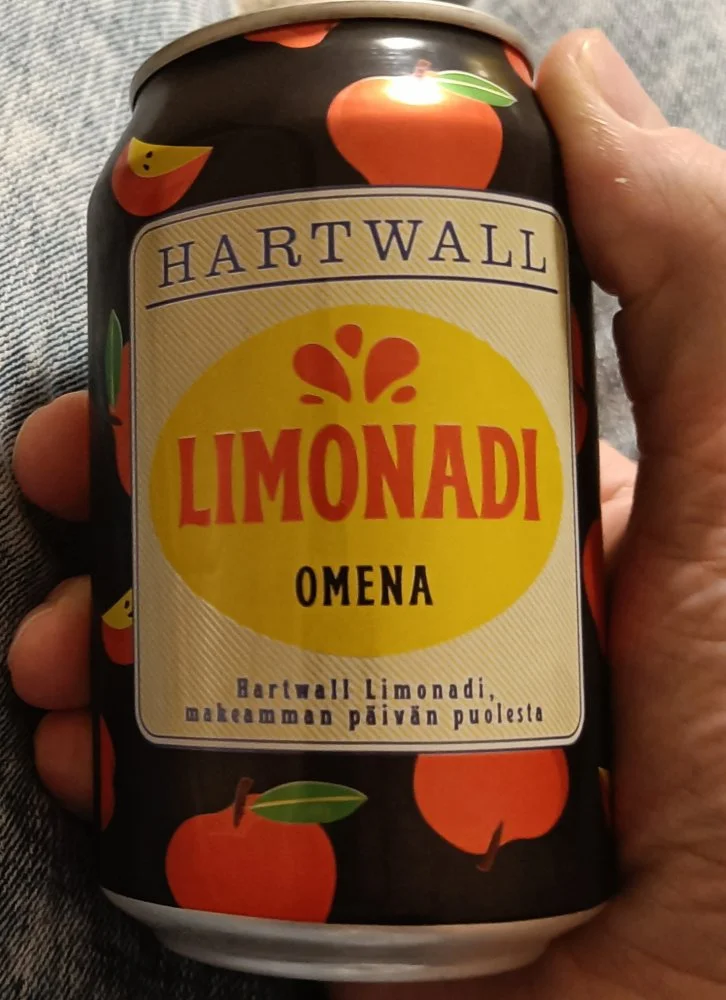 HARTWALL
LIMONADI
OMENA
Hartwall Limonadi,
makeamman päivän puolesta